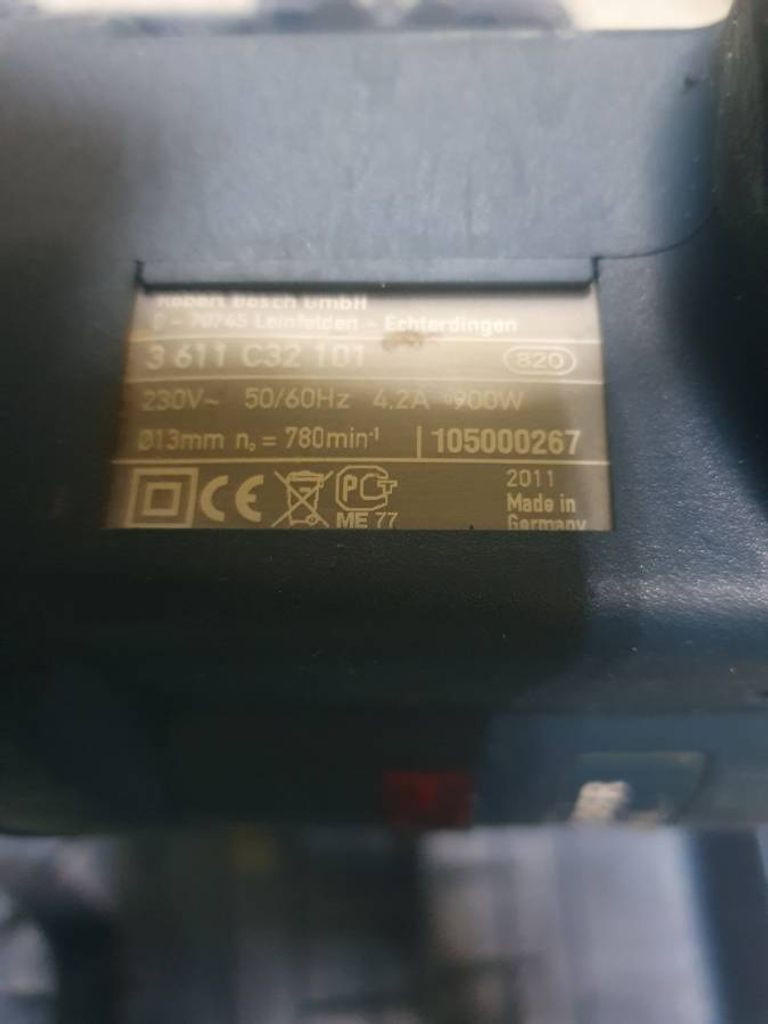 Robert Bosch GmbH
D - 70745 Leinfelden - Echterdingen
3 611 C32 101 820
230V~ 50/60Hz 4.2A 900W
Ø13mm n₀ = 780min⁻¹ 105000267
CE PCT 2011
ME 77 Made in
Germany